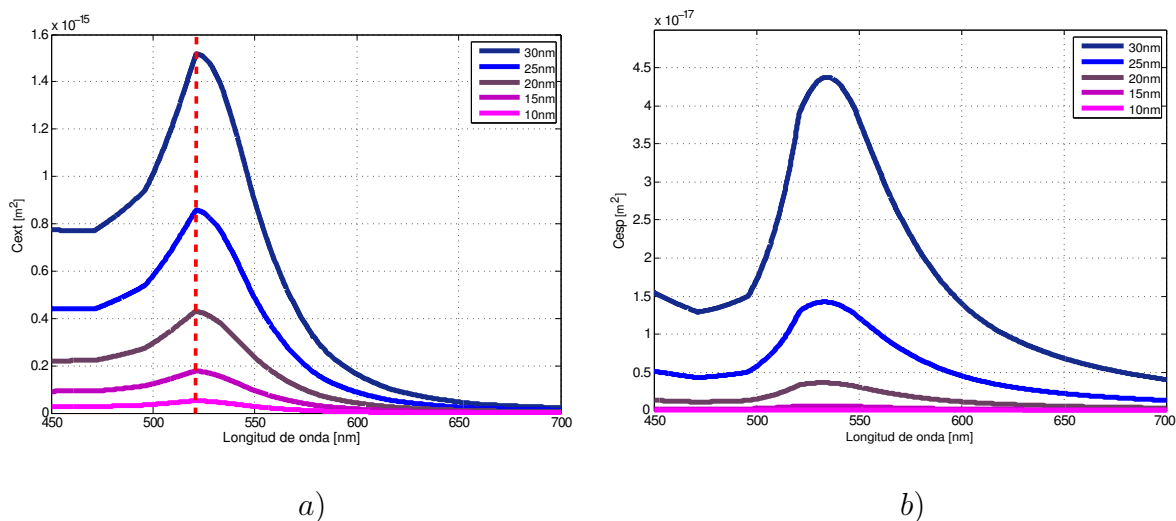 x 10⁻¹⁵
1.6
1.4
1.2
1
0.8
0.6
0.4
0.2
0
Cext [m²]
450 500 550 600 650 700
Longitud de onda [nm]
30nm
25nm
20nm
15nm
10nm
a)
x 10⁻¹⁷
5
4.5
4
3.5
3
2.5
2
1.5
1
0.5
0
Cesp [m²]
450 500 550 600 650 700
Longitud de onda [nm]
30nm
25nm
20nm
15nm
10nm
b)